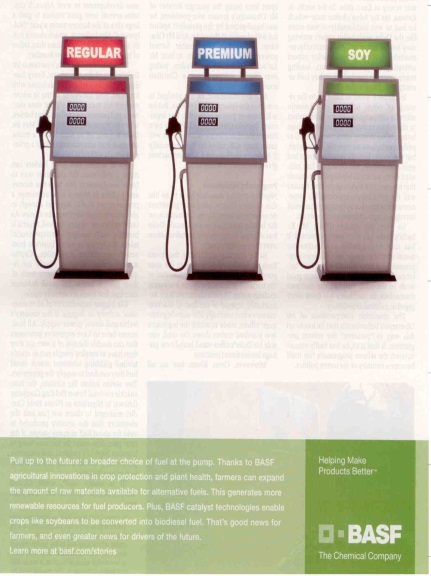 REGULAR
PREMIUM
SOY
0000
0000
0000
0000
0000
0000
Pull up to the future: a broader choice of fuel at the pump. Thanks to BASF
agricultural innovations in crop protection and plant health, farmers can expand
the amount of raw materials available for alternative fuels. This generates more
renewable resources for fuel producers. Plus, BASF catalyst technologies enable
crops like soybeans to be converted into biodiesel fuel. That's good news for
farmers, and even greater news for drivers of the future.
Learn more at basf.com/stories
Helping Make
Products Better™
BASF
The Chemical Company